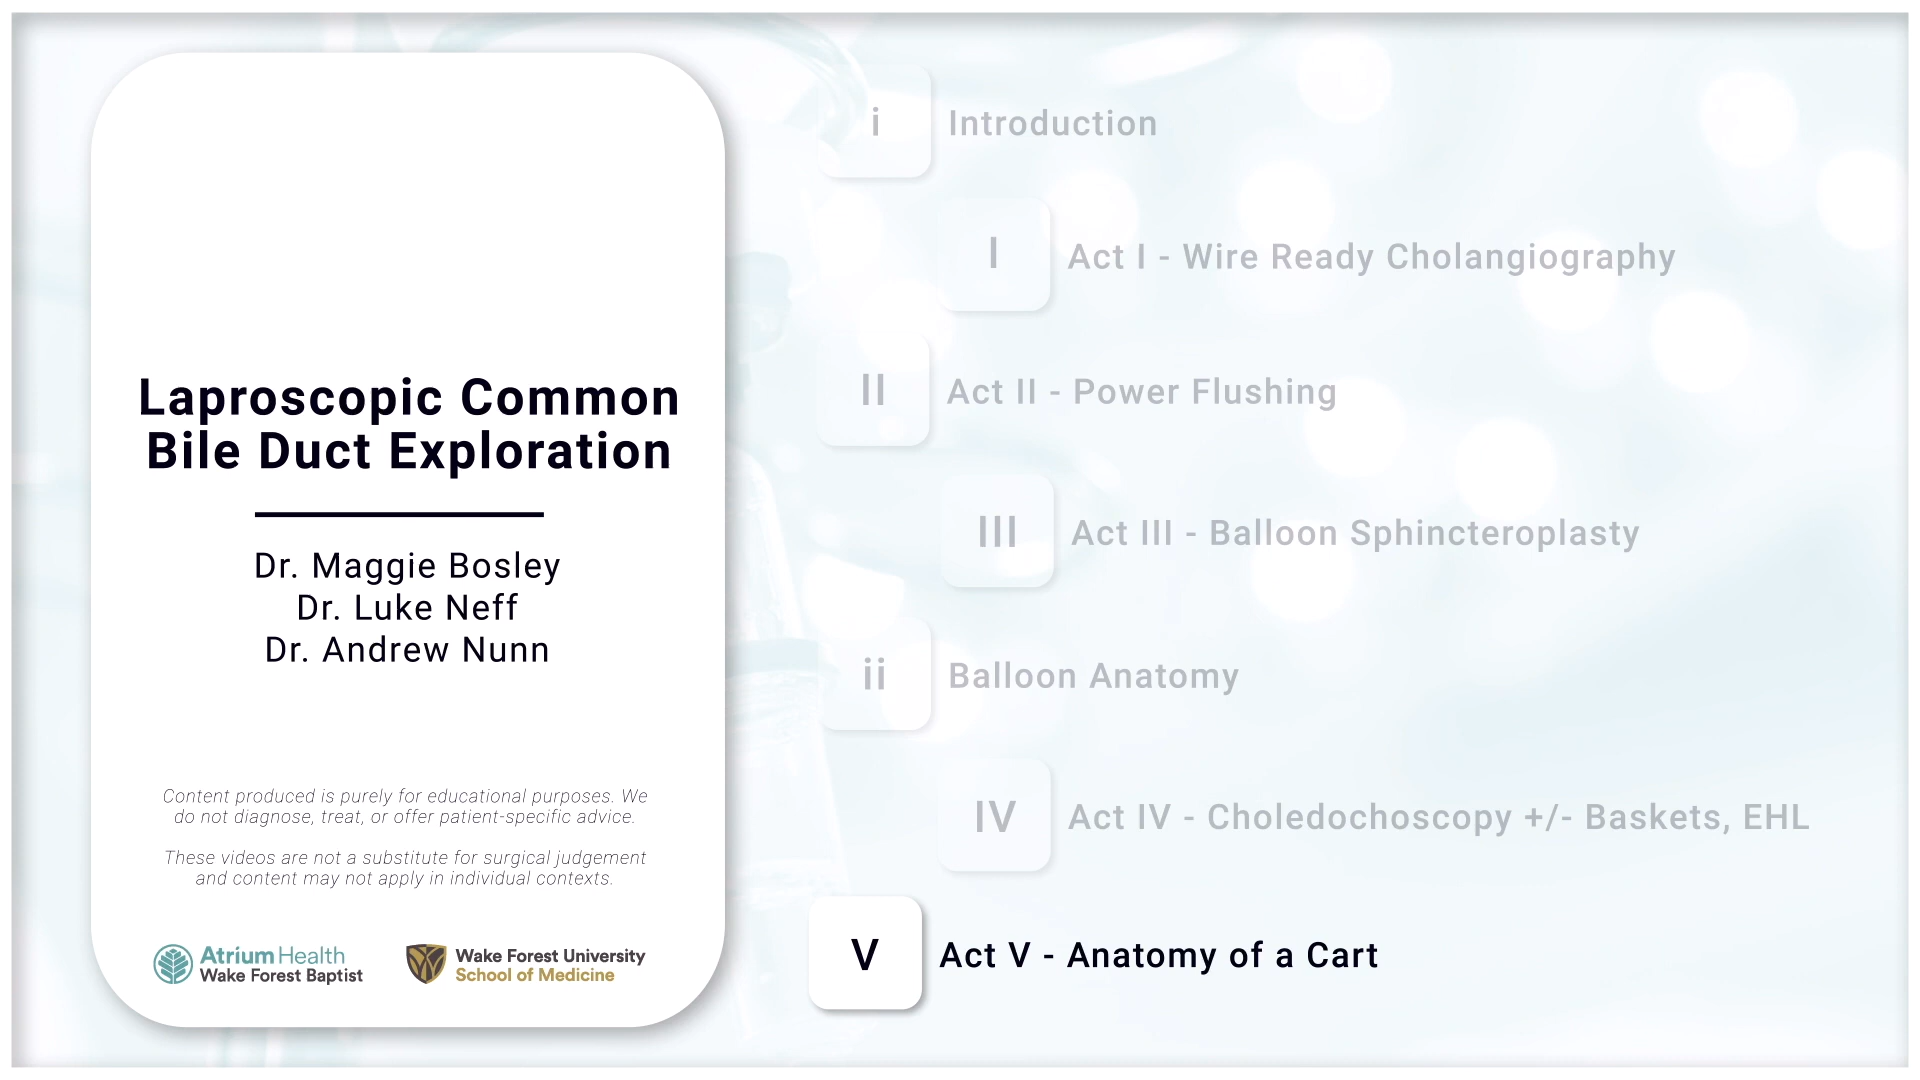 Laproscopic Common
Bile Duct Exploration
Dr. Maggie Bosley
Dr. Luke Neff
Dr. Andrew Nunn
Content produced is purely for educational purposes. We
do not diagnose, treat, or offer patient-specific advice.
These videos are not a substitute for surgical judgement
and content may not apply in individual contexts.
Atrium Health
Wake Forest Baptist
Wake Forest University
School of Medicine
i Introduction
I Act I - Wire Ready Cholangiography
II Act II - Power Flushing
III Act III - Balloon Sphincteroplasty
ii Balloon Anatomy
IV Act IV - Choledochoscopy +/- Baskets, EHL
V Act V - Anatomy of a Cart